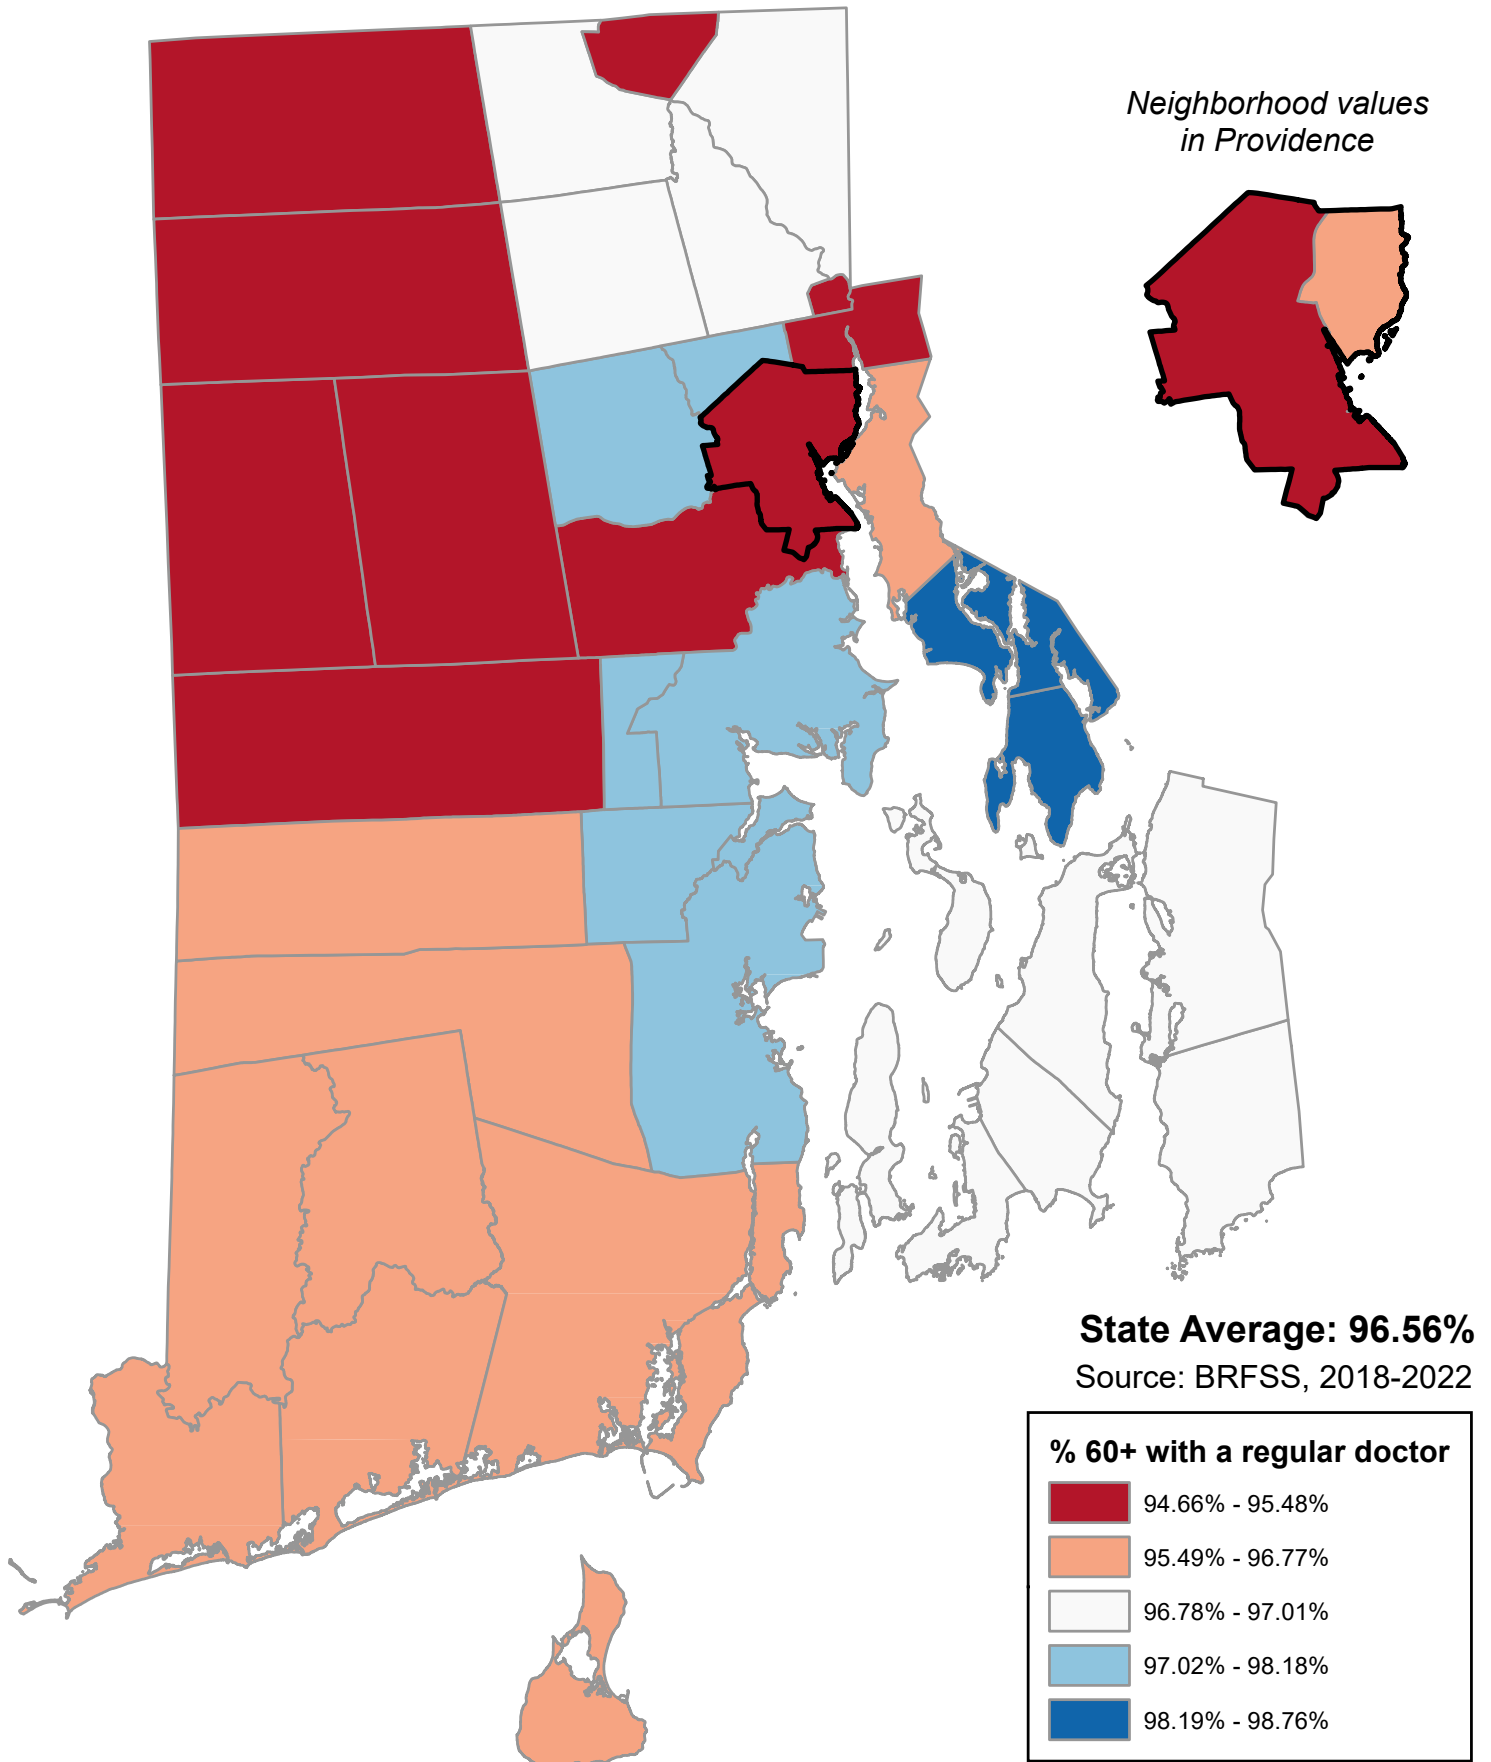 Neighborhood values
in Providence
State Average: 96.56%
Source: BRFSS, 2018-2022
% 60+ with a regular doctor
94.66% - 95.48%
95.49% - 96.77%
96.78% - 97.01%
97.02% - 98.18%
98.19% - 98.76%